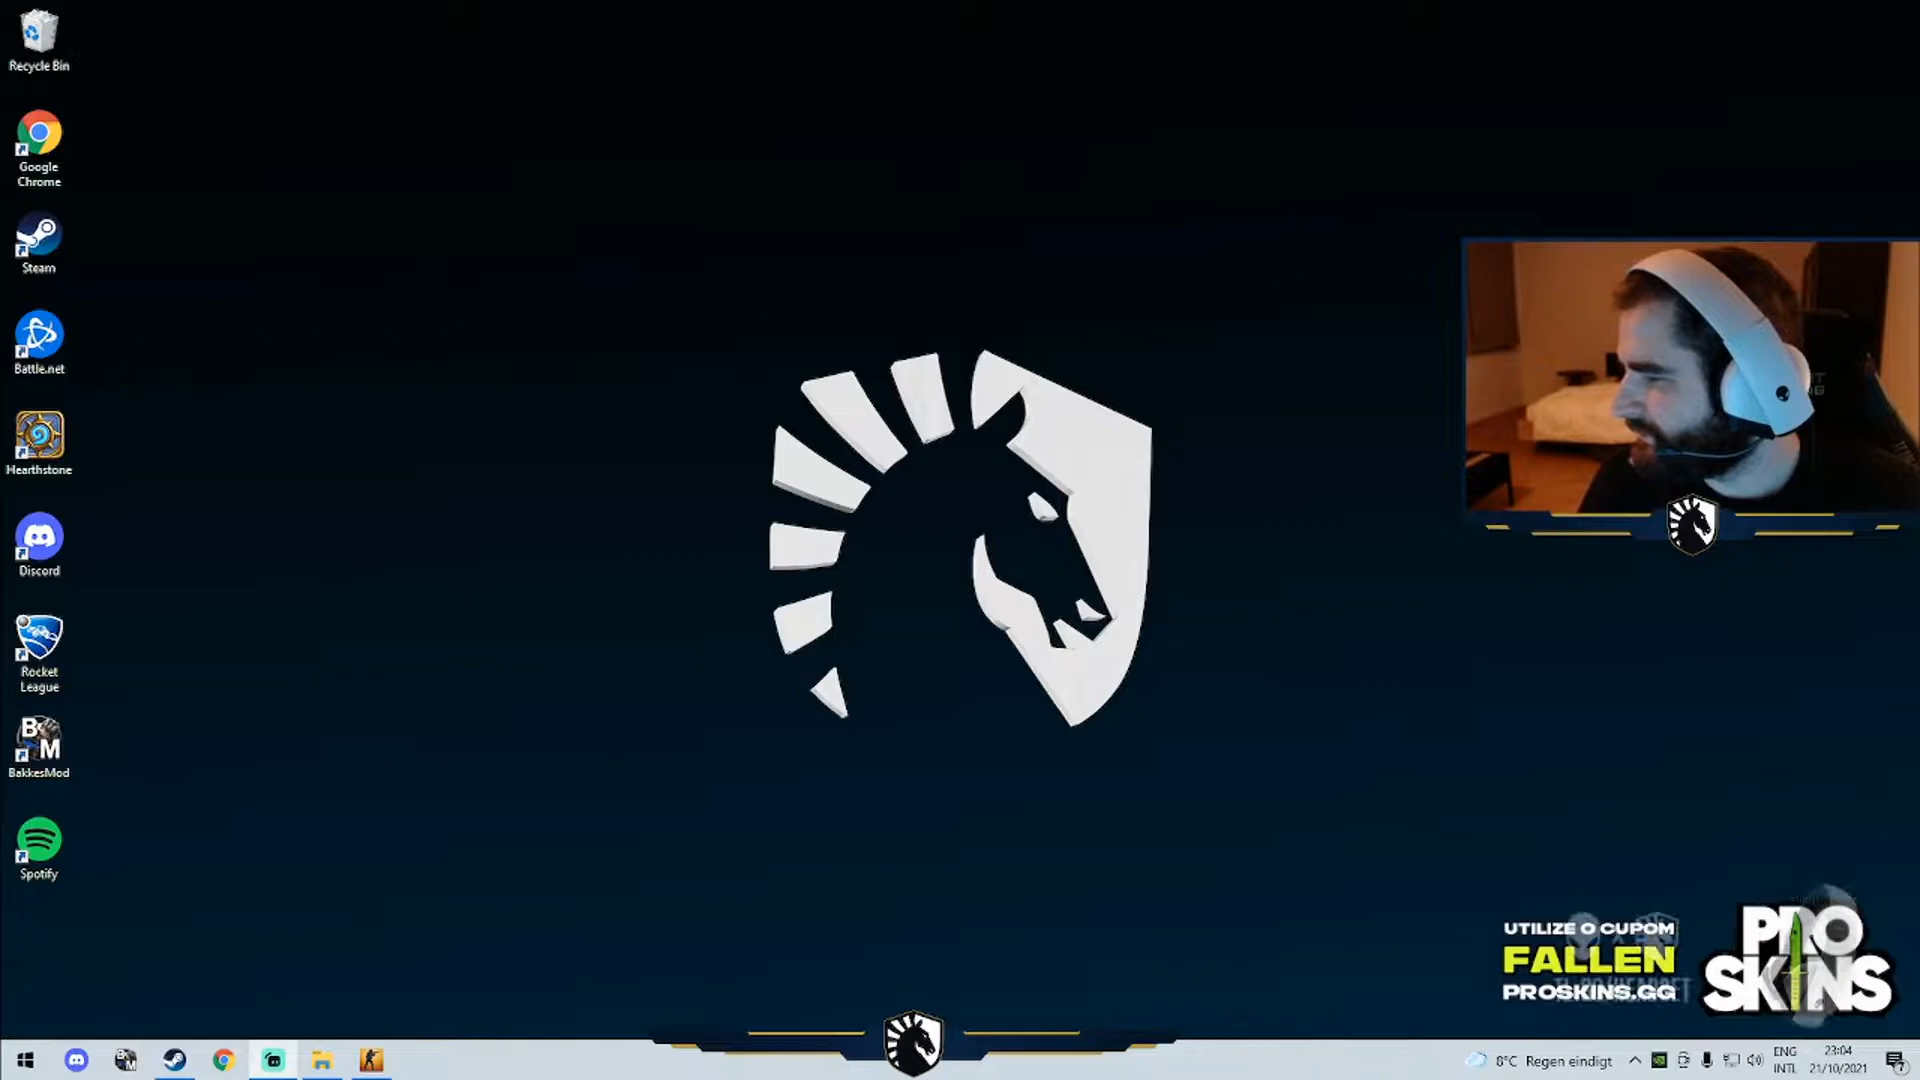 Recycle Bin
Google
Chrome
Steam
Battle.net
Hearthstone
Discord
Rocket
League
B
M
BakkesMod
Spotify
UTILIZE O CUPOM
FALLEN
PROSKINS.GG
PRO
SKINS
8°C Regen eindigt
ENG
INTL
23:04
21/10/2021